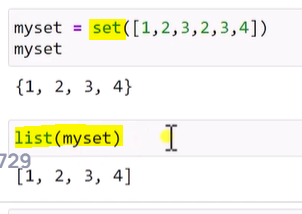 myset = set([1,2,3,2,3,4])
myset
{1, 2, 3, 4}
list(myset)
729
[1, 2, 3, 4]